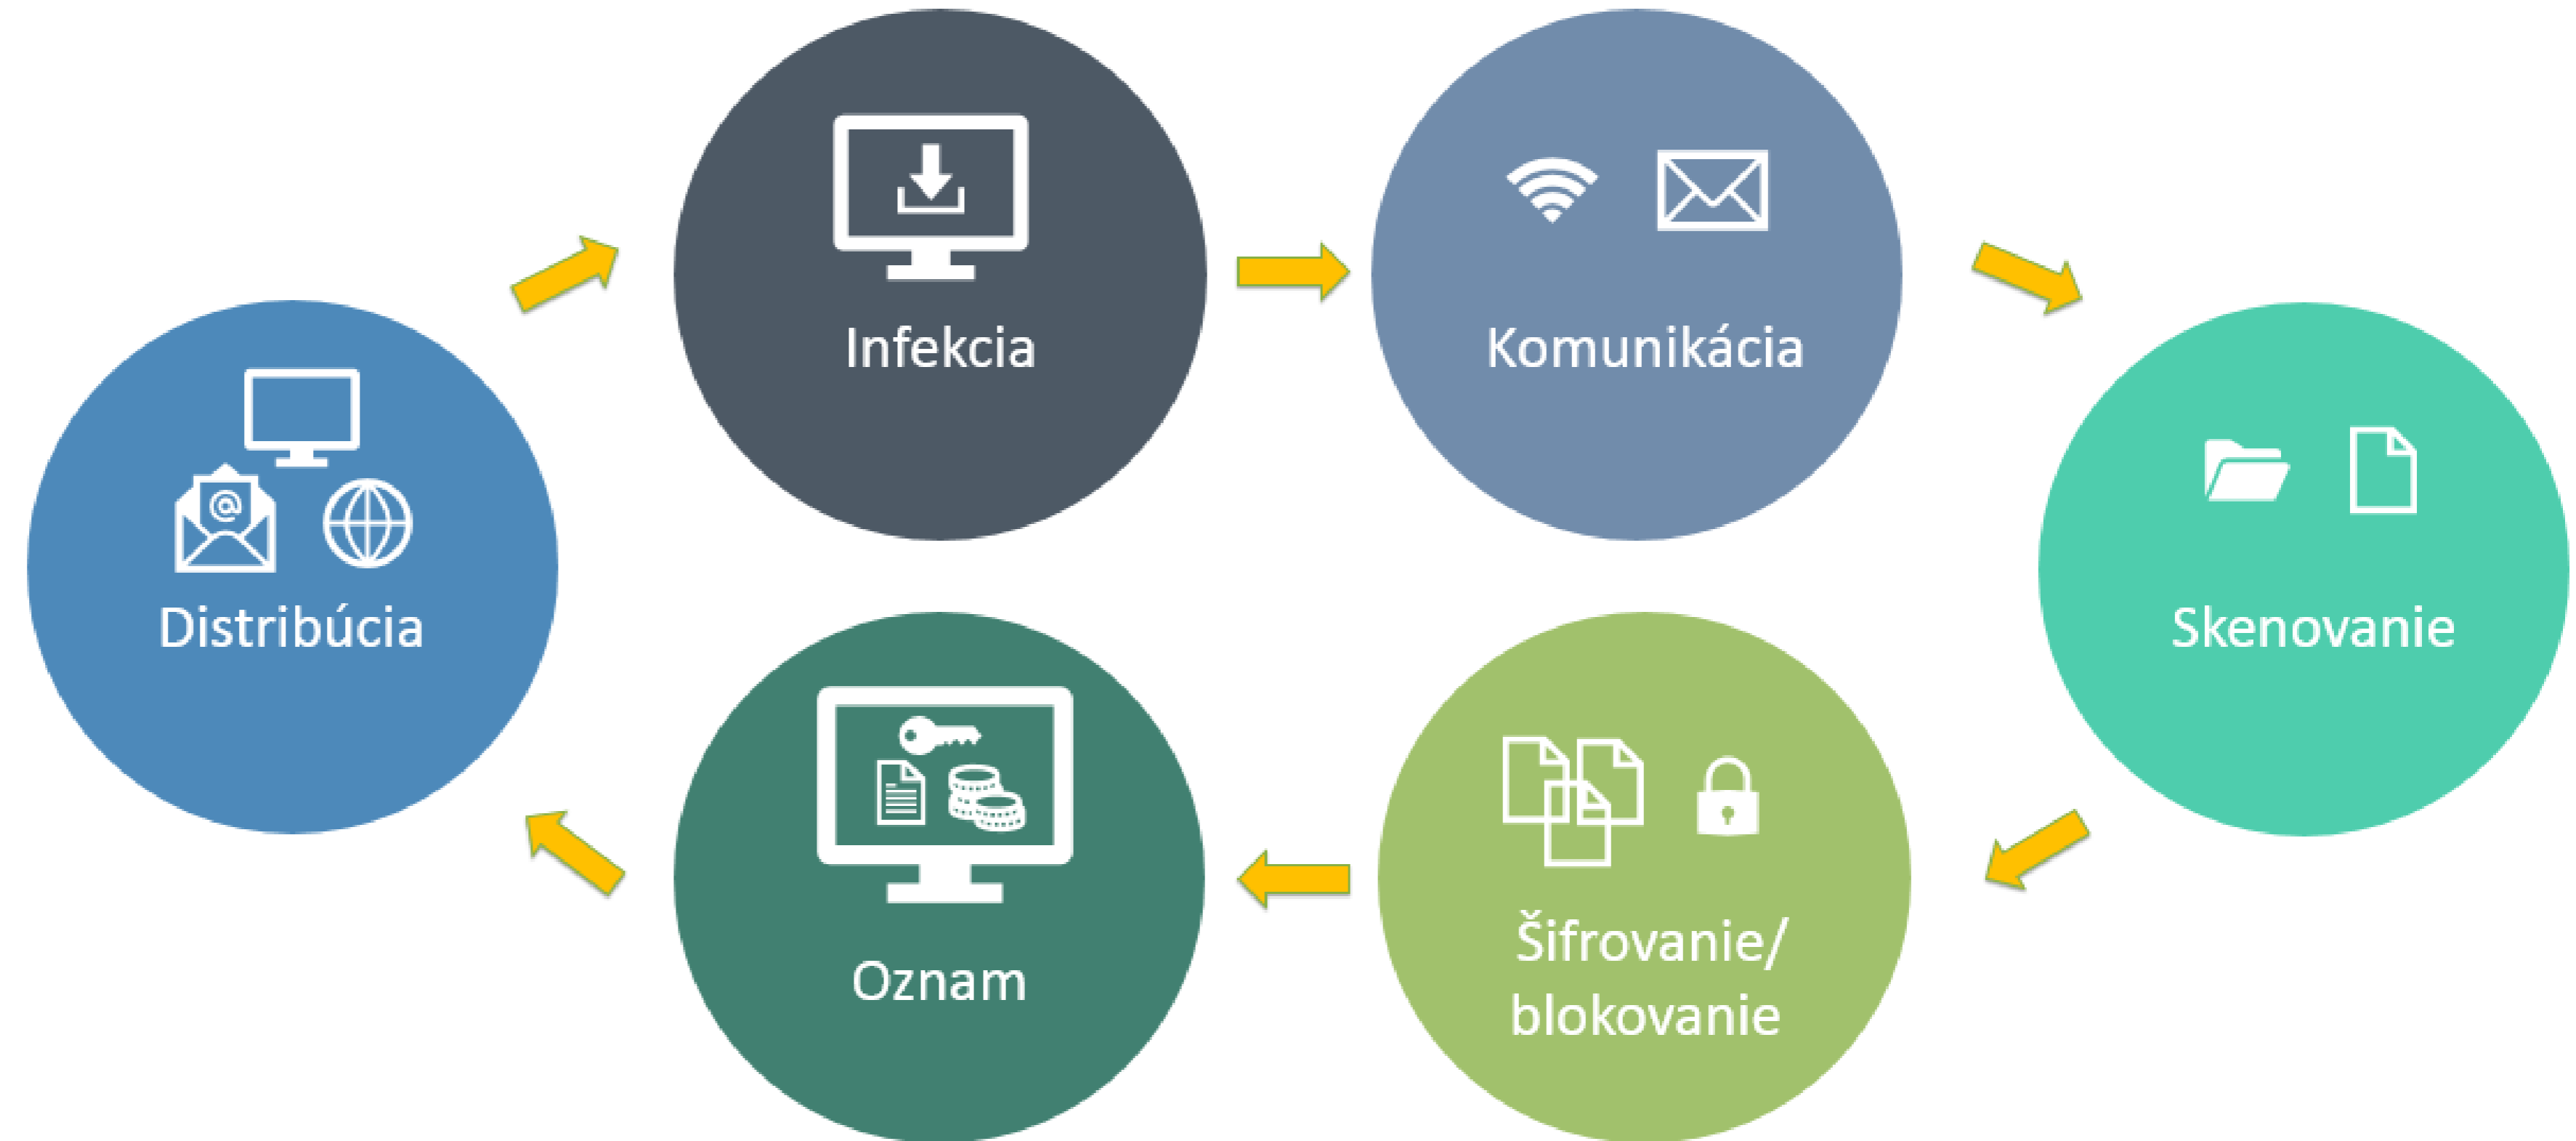 Distribúcia
Infekcia
Komunikácia
Skenovanie
Šifrovanie/
blokovanie
Oznam
@